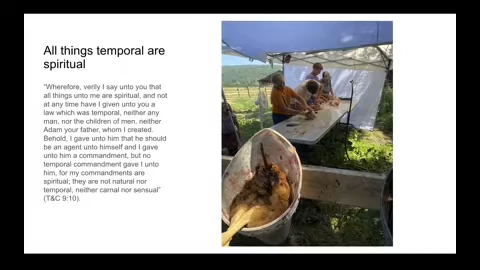 All things temporal are
spiritual
“Wherefore, verily I say unto you that
all things unto me are spiritual, and not
at any time have I given unto you a
law which was temporal, neither any
man, nor the children of men. neither
Adam your father, whom I created.
Behold, I gave unto him that he should
be an agent unto himself and I gave
unto him a commandment, but no
temporal commandment gave I unto
him, for my commandments are
spiritual; they are not natural nor
temporal, neither carnal nor sensual”
(T&C 9:10).